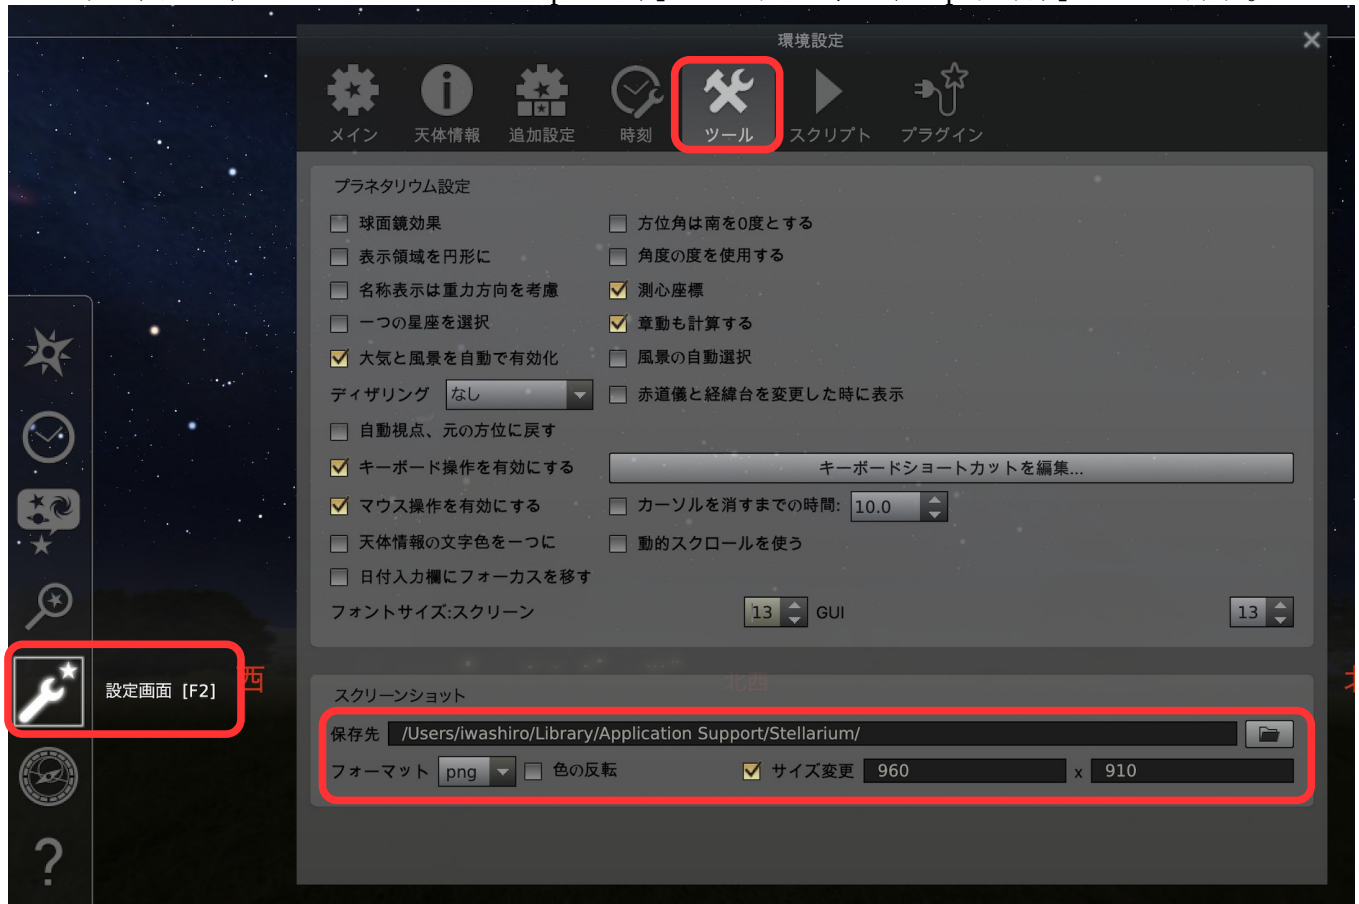 環境設定
メイン 天体情報 追加設定 時刻 ツール スクリプト プラグイン
プラネタリウム設定
球面鏡効果 方位角は南を0度とする
表示領域を円形に 角度の度を使用する
名称表示は重力方向を考慮 測心座標
一つの星座を選択 章動も計算する
大気と風景を自動で有効化 風景の自動選択
ディザリング なし 赤道儀と経緯台を変更した時に表示
自動視点、元の方位に戻す
キーボード操作を有効にする キーボードショートカットを編集...
マウス操作を有効にする カーソルを消すまでの時間: 10.0
天体情報の文字色を一つに 動的スクロールを使う
日付入力欄にフォーカスを移す
フォントサイズ:スクリーン 13 GUI 13
設定画面 [F2] 西
北西
スクリーンショット
保存先 /Users/iwashiro/Library/Application Support/Stellarium/
フォーマット png 色の反転 サイズ変更 960 x 910
?